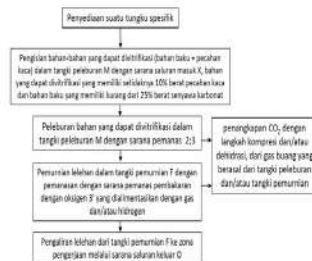 Penyediaan suatu tungku spesifik
Pengisian bahan-bahan yang dapat divitrifikasi (bahan baku + pecahan
kaca) dalam tangki peleburan M dengan sarana saluran masuk X, bahan
yang dapat divitrifikasi yang memiliki setidaknya 10% berat pecahan kaca
dan bahan baku yang memiliki kurang dari 25% berat senyawa karbonat
Peleburan bahan yang dapat divitrifikasi dalam
tangki peleburan M dengan sarana pemanas 2;3
Pemurnian lelehan dalam tangki pemurnian F dengan
pemanasan dengan sarana pemanas pembakaran
dengan oksigen 3' yang dialimentasikan dengan gas
dan/atau hidrogen
Pengaliran lelehan dari tangki pemurnian F ke zona
pengerjaan melalui sarana saluran keluar O
penangkapan CO₂ dengan
langkah kompresi dan/atau
dehidrasi, dari gas buang yang
berasal dari tangki peleburan
dan/atau tangki pemurnian